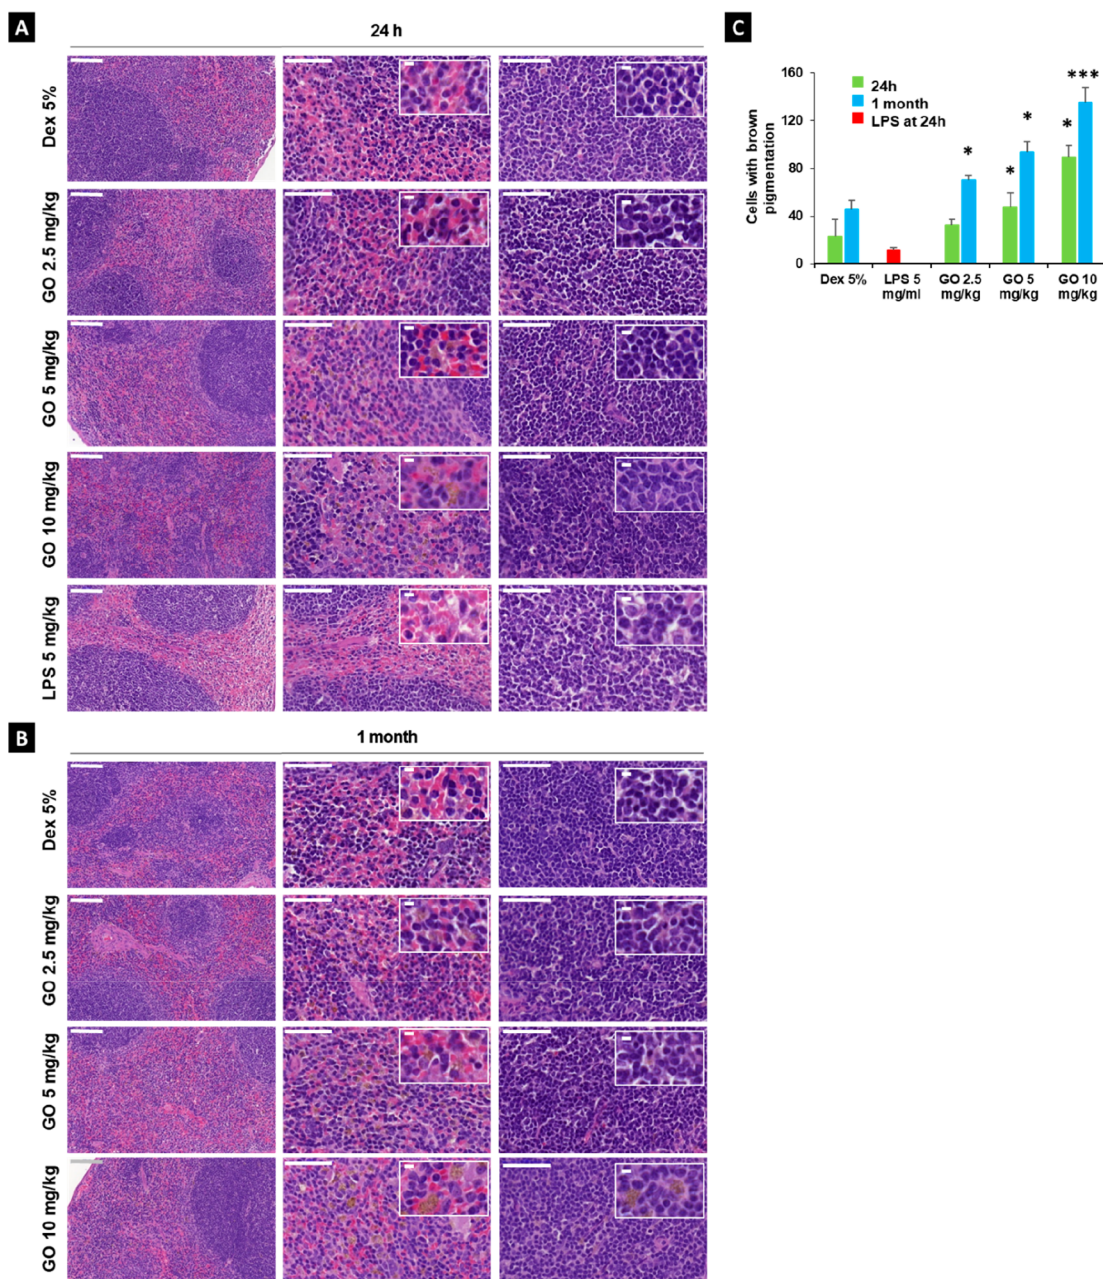 A
24 h
Dex 5%
GO 2.5 mg/kg
GO 5 mg/kg
GO 10 mg/kg
LPS 5 mg/kg
B
1 month
Dex 5%
GO 2.5 mg/kg
GO 5 mg/kg
GO 10 mg/kg
C
Cells with brown
pigmentation
160
120
80
40
0
24h
1 month
LPS at 24h
*
*
*
*
***
Dex 5%
LPS 5
mg/ml
GO 2.5
mg/kg
GO 5
mg/kg
GO 10
mg/kg